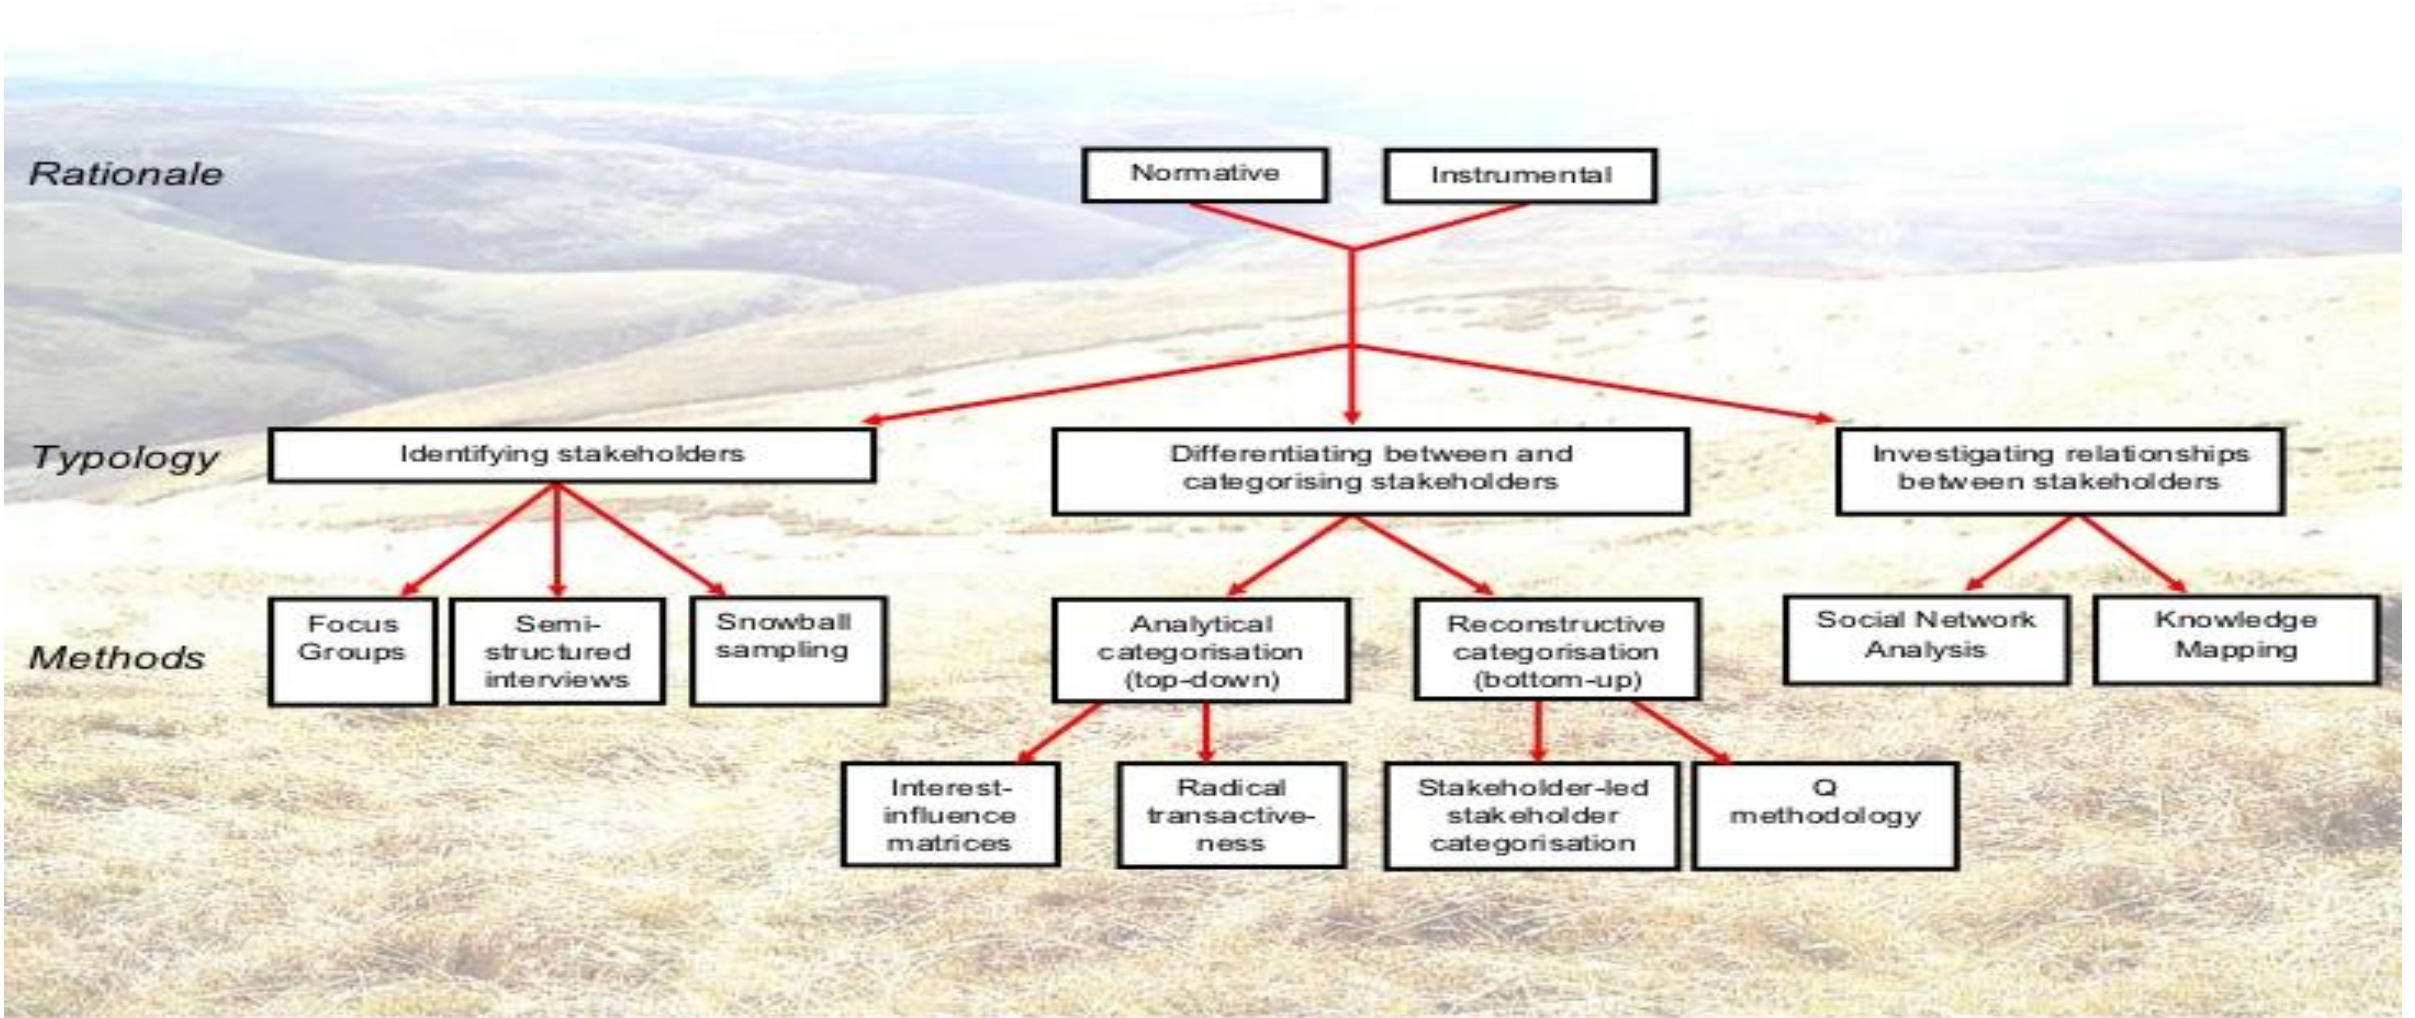 Rationale
Normative
Instrumental
Typology
Identifying stakeholders
Differentiating between and
categorising stakeholders
Investigating relationships
between stakeholders
Methods
Focus
Groups
Semi-
structured
interviews
Snowball
sampling
Analytical
categorisation
(top-down)
Reconstructive
categorisation
(bottom-up)
Social Network
Analysis
Knowledge
Mapping
Interest-
influence
matrices
Radical
transactive-
ness
Stakeholder-led
stakeholder
categorisation
Q
methodology